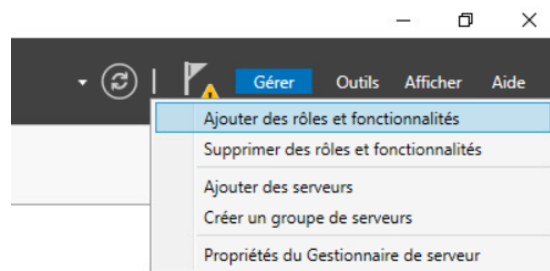 Gérer Outils Afficher Aide
Ajouter des rôles et fonctionnalités
Supprimer des rôles et fonctionnalités
Ajouter des serveurs
Créer un groupe de serveurs
Propriétés du Gestionnaire de serveur